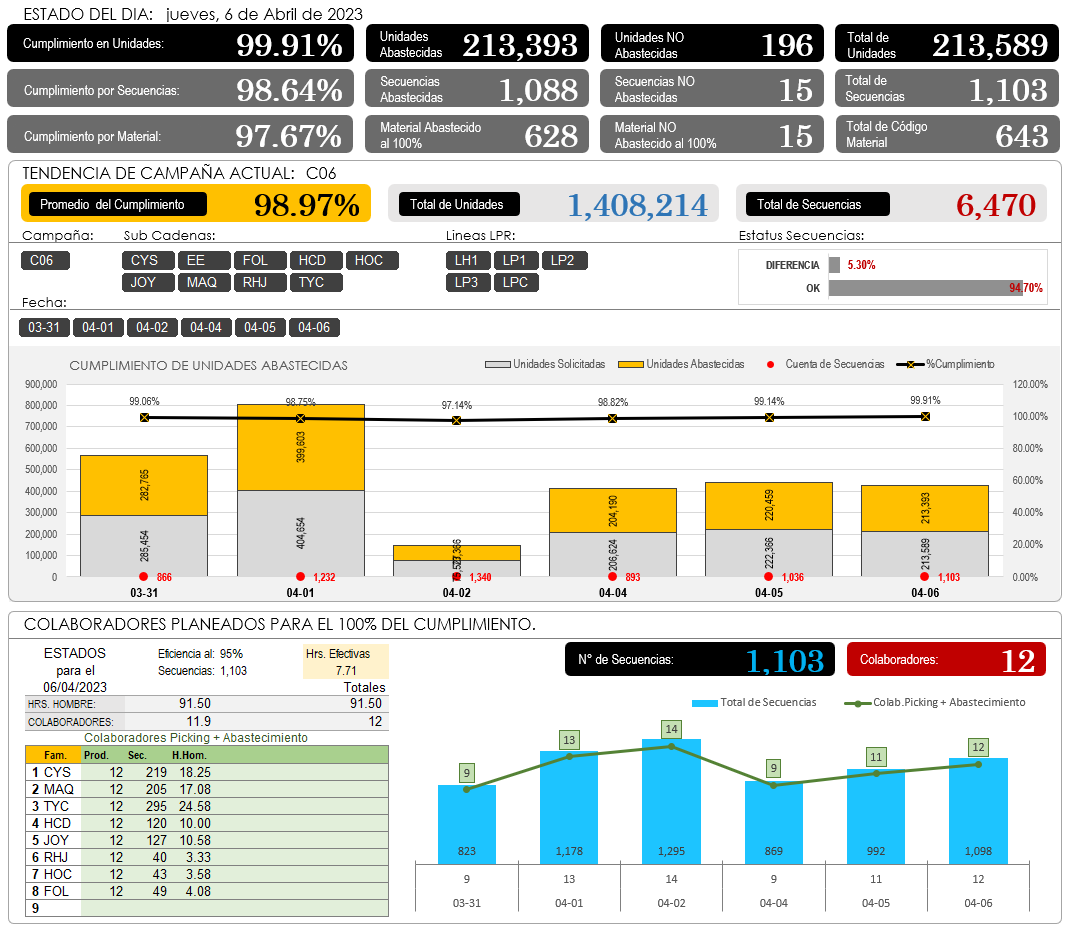 ESTADO DEL DIA: jueves, 6 de Abril de 2023
Cumplimiento en Unidades: 99.91%
Unidades Abastecidas 213,393
Unidades NO Abastecidas 196
Total de Unidades 213,589
Cumplimiento por Secuencias: 98.64%
Secuencias Abastecidas 1,088
Secuencias NO Abastecidas 15
Total de Secuencias 1,103
Cumplimiento por Material: 97.67%
Material Abastecido al 100% 628
Material NO Abastecido al 100% 15
Total de Código Material 643
TENDENCIA DE CAMPAÑA ACTUAL: C06
Promedio del Cumplimiento 98.97%
Total de Unidades 1,408,214
Total de Secuencias 6,470
Campaña: Sub Cadenas: Lineas LPR: Estatus Secuencias:
C06 CYS EE FOL HCD HOC LH1 LP1 LP2
JOY MAQ RHJ TYC LP3 LPC
DIFERENCIA 5.30%
OK 94.70%
Fecha:
03-31 04-01 04-02 04-04 04-05 04-06
CUMPLIMIENTO DE UNIDADES ABASTECIDAS
Unidades Solicitadas Unidades Abastecidas Cuenta de Secuencias %Cumplimiento
900,000
800,000
700,000
600,000
500,000
400,000
300,000
200,000
100,000
0
120.00%
100.00%
80.00%
60.00%
40.00%
20.00%
0.00%
99.06% 98.75% 97.14% 98.82% 99.14% 99.91%
282,765 399,603 204,190 220,459 213,393
285,454 404,654 206,624 222,366 213,589
866 1,232 1,340 893 1,036 1,103
03-31 04-01 04-02 04-04 04-05 04-06
COLABORADORES PLANEADOS PARA EL 100% DEL CUMPLIMIENTO.
ESTADOS
para el
06/04/2023
Eficiencia al: 95%
Secuencias: 1,103
Hrs. Efectivas
7.71
Totales
HRS. HOMBRE: 91.50 91.50
COLABORADORES: 11.9 12
Colaboradores Picking + Abastecimiento
Fam. Prod. Sec. H.Hom.
1 CYS 12 219 18.25
2 MAQ 12 205 17.08
3 TYC 12 295 24.58
4 HCD 12 120 10.00
5 JOY 12 127 10.58
6 RHJ 12 40 3.33
7 HOC 12 43 3.58
8 FOL 12 49 4.08
9
N° de Secuencias: 1,103
Colaboradores: 12
Total de Secuencias Colab.Picking + Abastecimiento
9 13 14 9 11 12
823 1,178 1,295 869 992 1,098
9 13 14 9 11 12
03-31 04-01 04-02 04-04 04-05 04-06